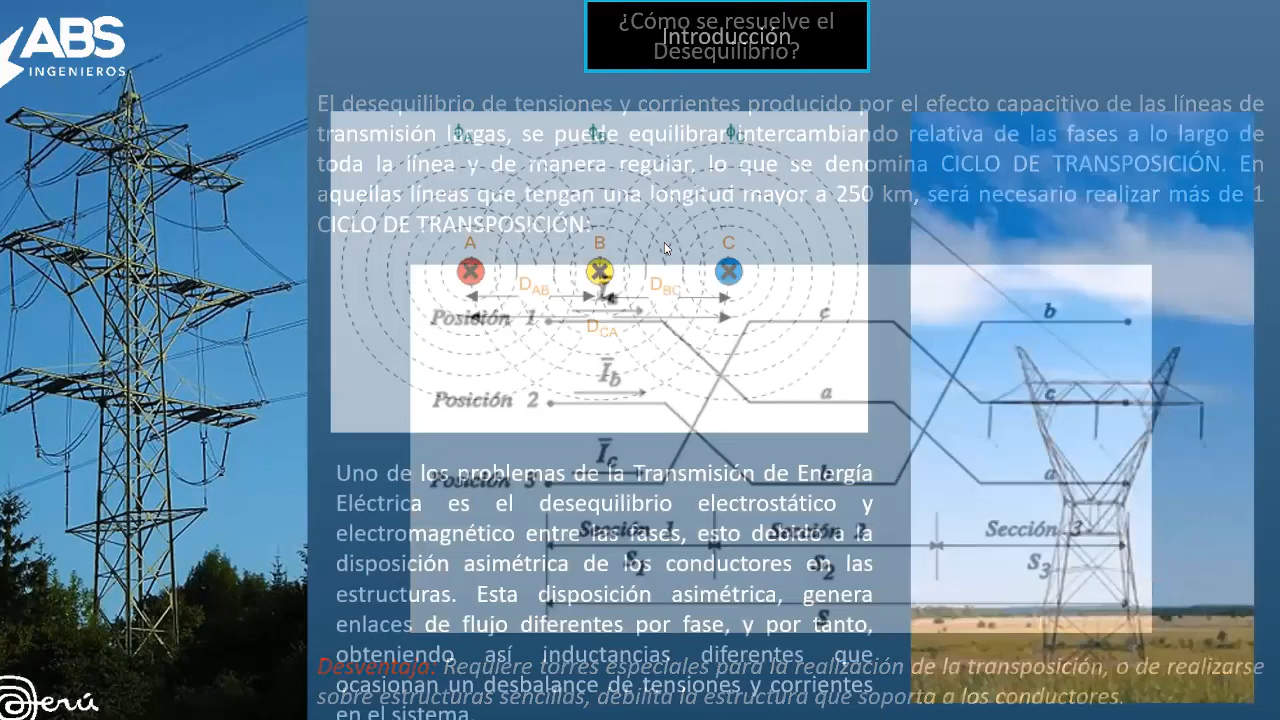 ABS
INGENIEROS
¿Cómo se resuelve el
Desequilibrio?
Introducción
El desequilibrio de tensiones y corrientes producido por el efecto capacitivo de las líneas de
transmisión largas, se puede equilibrar intercambiando relativa de las fases a lo largo de
toda la línea y de manera regular, lo que se denomina CICLO DE TRANSPOSICIÓN. En
aquellas líneas que tengan una longitud mayor a 250 km, será necesario realizar más de 1
CICLO DE TRANSPOSICIÓN:
A B C
D_AB D_BC
D_CA
Posición 1 c b
Ī_b
Posición 2 a c
Ī_c
Posición 3 b a
Sección 1 Sección 2 Sección 3
S_1 S_2 S_3
S
Uno de los problemas de la Transmisión de Energía
Eléctrica es el desequilibrio electrostático y
electromagnético entre las fases, esto debido a la
disposición asimétrica de los conductores en las
estructuras. Esta disposición asimétrica, genera
enlaces de flujo diferentes por fase, y por tanto,
obteniendo así inductancias diferentes que
ocasionan un desbalance de tensiones y corrientes
en el sistema.
Desventaja: Requiere torres especiales para la realización de la transposición, o de realizarse
sobre estructuras sencillas, debilita la estructura que soporta a los conductores.
Perú